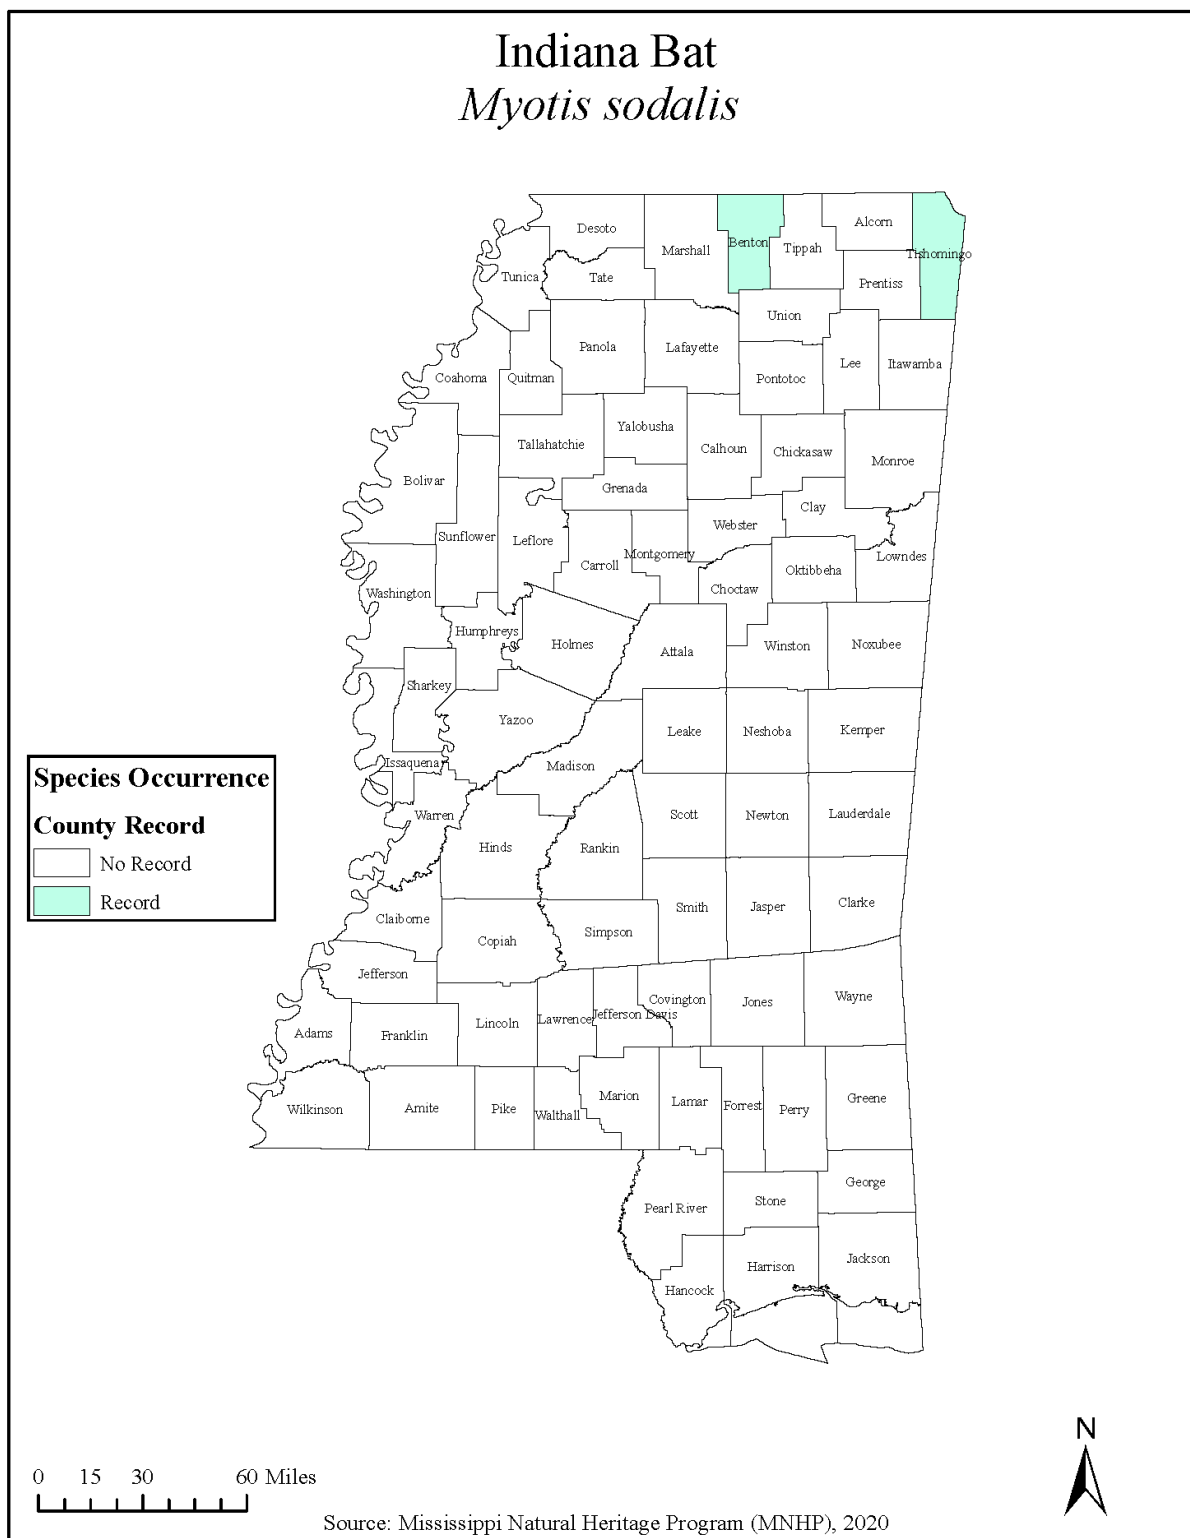 Indiana Bat
Myotis sodalis
Desoto
Marshall
Benton
Tippah
Alcorn
Tishomingo
Tunica
Tate
Prentiss
Union
Panola
Lafayette
Lee
Itawamba
Coahoma
Quitman
Pontotoc
Yalobusha
Tallahatchie
Calhoun
Chickasaw
Monroe
Bolivar
Grenada
Clay
Sunflower
Leflore
Webster
Montgomery
Carroll
Lowndes
Oktibbeha
Washington
Choctaw
Humphreys
Holmes
Attala
Winston
Noxubee
Sharkey
Yazoo
Leake
Neshoba
Kemper
Issaquena
Madison
Species Occurrence
County Record
No Record
Record
Warren
Scott
Newton
Lauderdale
Hinds
Rankin
Claiborne
Copiah
Simpson
Smith
Jasper
Clarke
Jefferson
Covington
Jones
Wayne
Adams
Franklin
Lincoln
Lawrence
Jefferson Davis
Wilkinson
Amite
Pike
Walthall
Marion
Lamar
Forrest
Perry
Greene
George
Pearl River
Stone
Hancock
Harrison
Jackson
N
0 15 30 60 Miles
Source: Mississippi Natural Heritage Program (MNHP), 2020